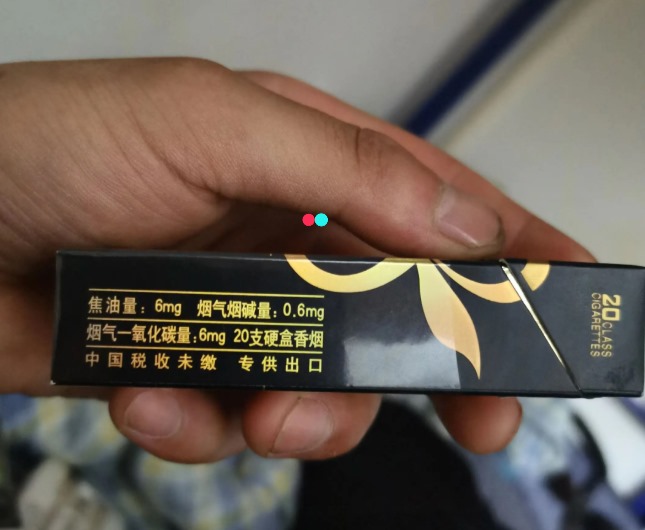 焦油量：6mg 烟气烟碱量：0.6mg
烟气一氧化碳量：6mg 20支硬盒香烟
中国税收未缴 专供出口
20 CLASS
CIGARETTES